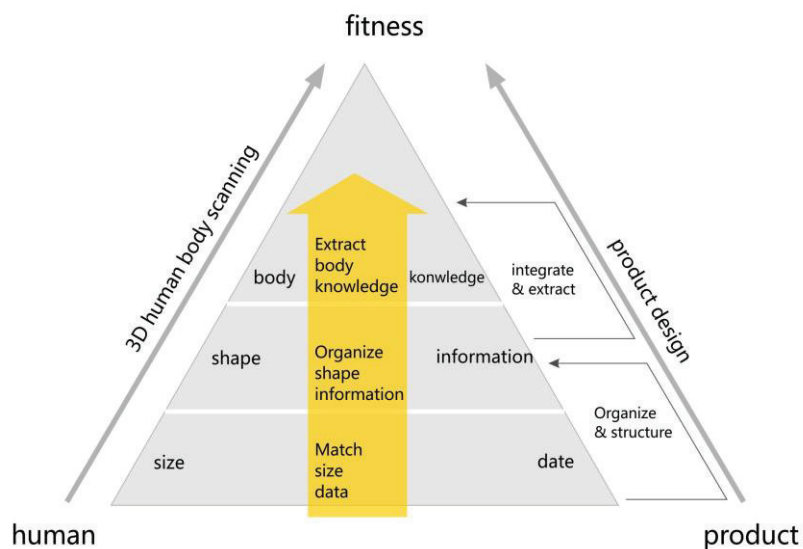 fitness
3D human body scanning
product design
body
Extract
body
knowledge
konwledge
integrate
& extract
shape
Organize
shape
information
information
Organize
& structure
size
Match
size
data
date
human
product